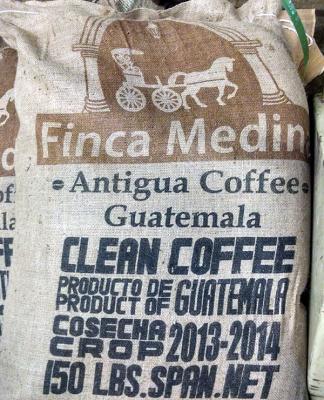 Finca Medin
Antigua Coffee
Guatemala
CLEAN COFFEE
PRODUCTO DE
PRODUCT OF GUATEMALA
COSECHA
CROP 2013-2014
150 LBS.SPAN.NET